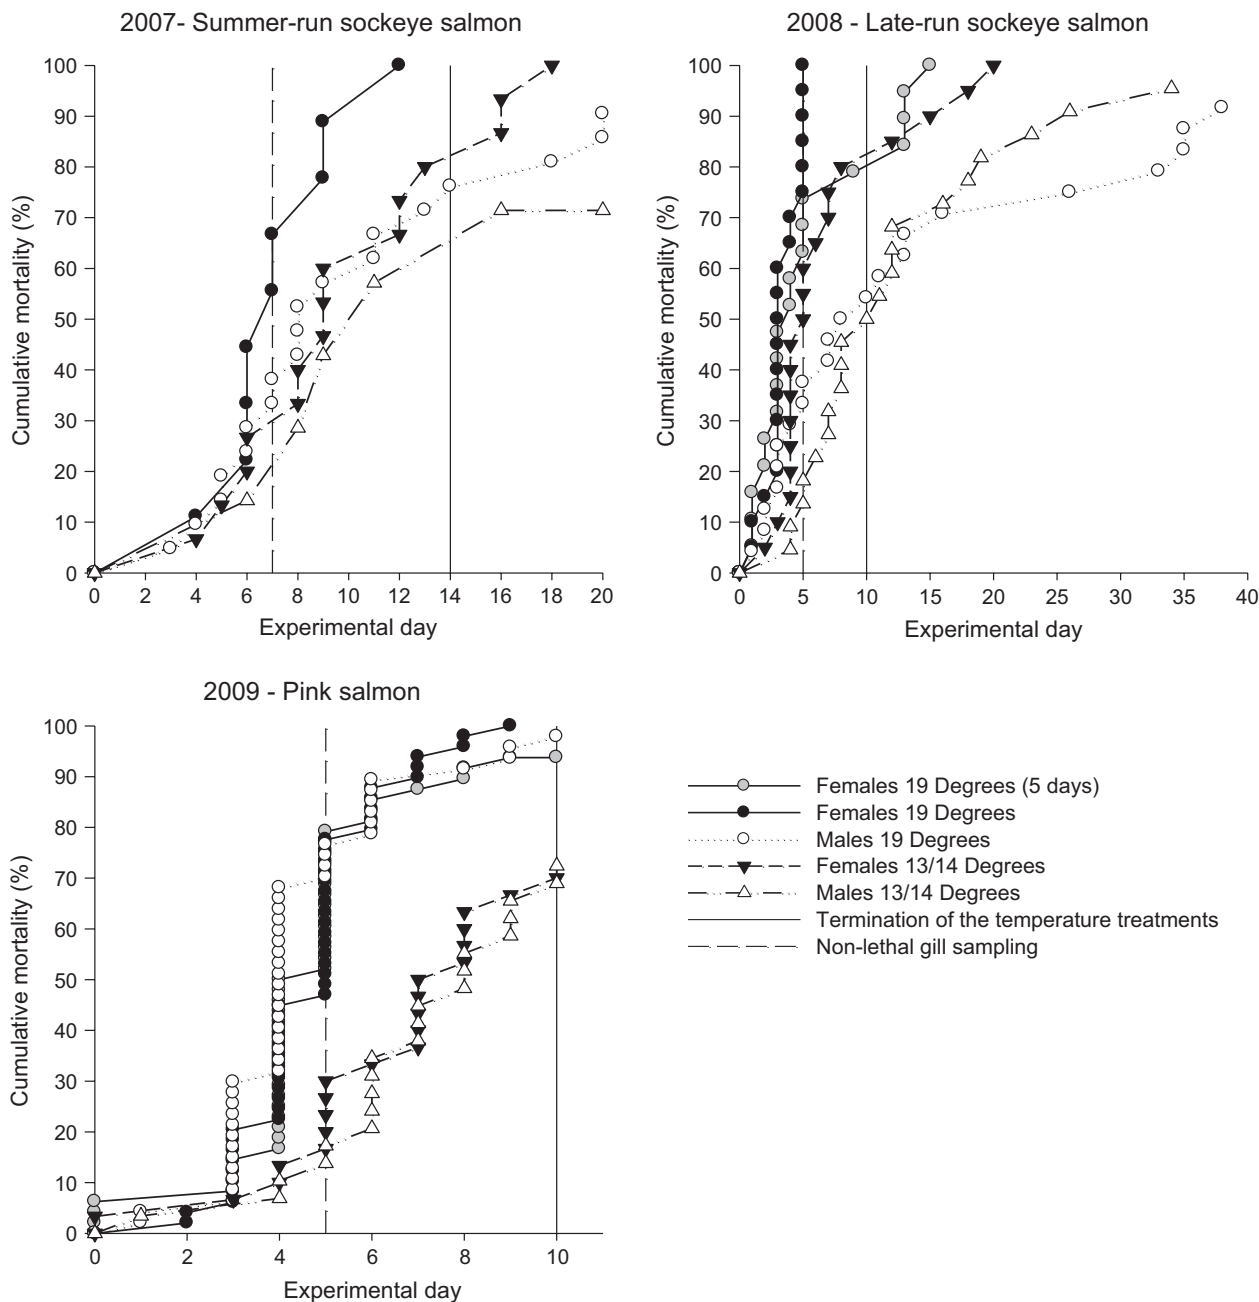 2007- Summer-run sockeye salmon
100
90
80
70
60
50
40
30
20
10
0
Cumulative mortality (%)
0 2 4 6 8 10 12 14 16 18 20
Experimental day
2008 - Late-run sockeye salmon
100
90
80
70
60
50
40
30
20
10
0
Cumulative mortality (%)
0 5 10 15 20 25 30 35 40
Experimental day
2009 - Pink salmon
100
90
80
70
60
50
40
30
20
10
0
Cumulative mortality (%)
0 2 4 6 8 10
Experimental day
Females 19 Degrees (5 days)
Females 19 Degrees
Males 19 Degrees
Females 13/14 Degrees
Males 13/14 Degrees
Termination of the temperature treatments
Non-lethal gill sampling